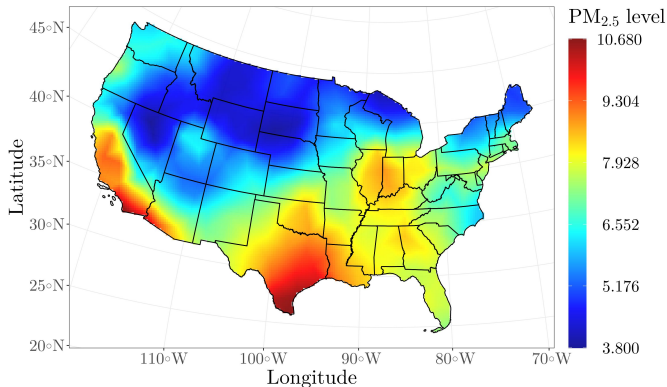 PM2.5 level
45◦N
40◦N
35◦N
30◦N
25◦N
20◦N
Latitude
110◦W 100◦W 90◦W 80◦W 70◦W
Longitude
10.680
9.304
7.928
6.552
5.176
3.800